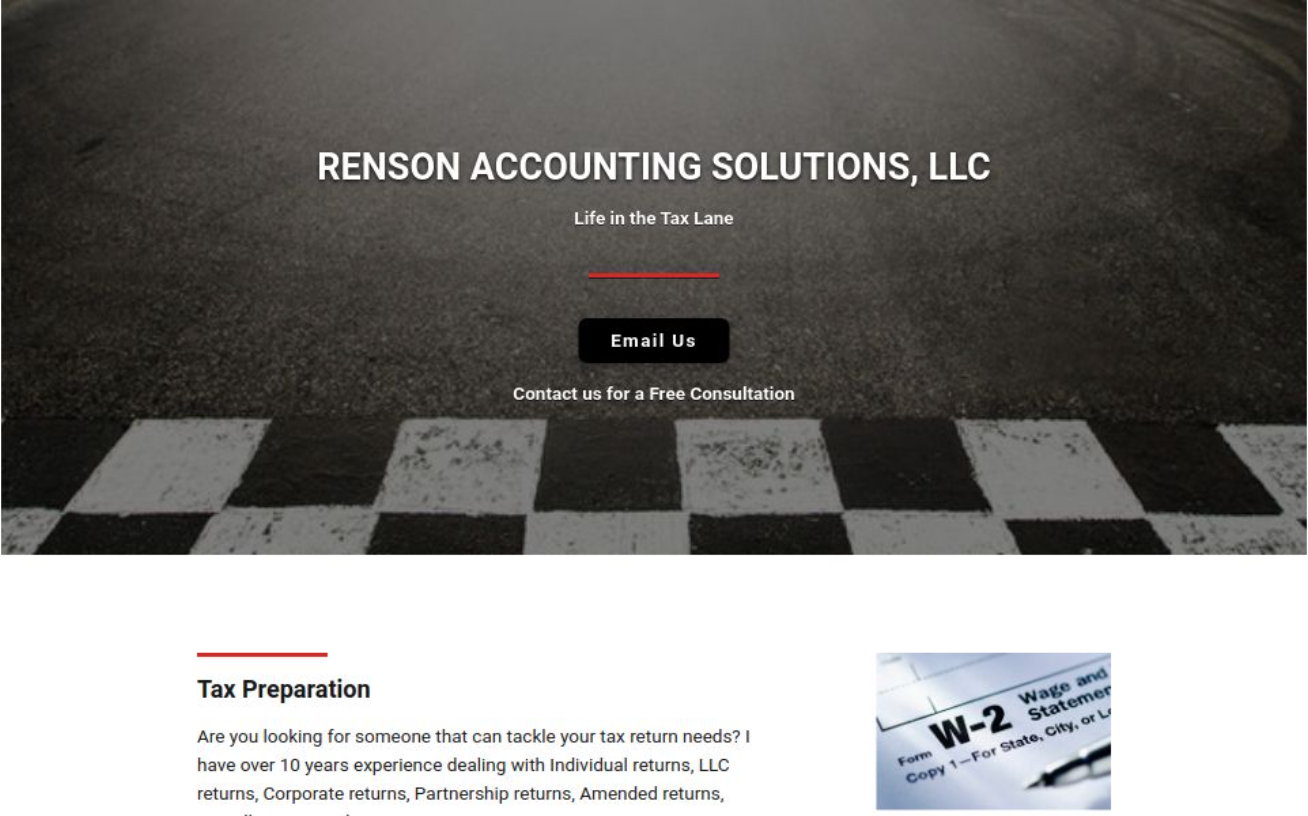 RENSON ACCOUNTING SOLUTIONS, LLC
Life in the Tax Lane
Email Us
Contact us for a Free Consultation
Tax Preparation
Are you looking for someone that can tackle your tax return needs? I
have over 10 years experience dealing with Individual returns, LLC
returns, Corporate returns, Partnership returns, Amended returns,
Wage and
Form W-2 Statemen
Copy 1—For State, City, or Lo